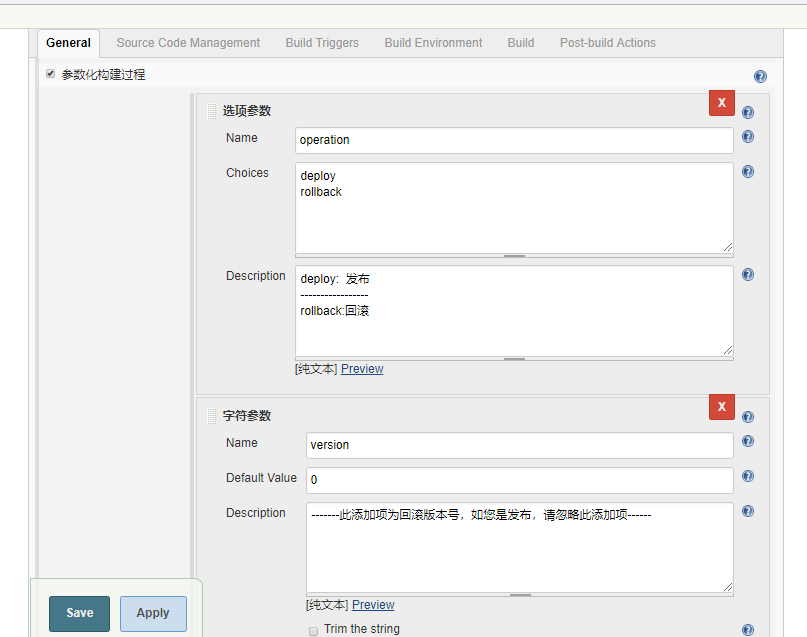 General Source Code Management Build Triggers Build Environment Build Post-build Actions
参数化构建过程
选项参数 X
Name operation
Choices deploy
rollback
Description deploy: 发布
-----------------
rollback:回滚
[纯文本] Preview
字符参数 X
Name version
Default Value 0
Description -------此添加项为回滚版本号，如您是发布，请忽略此添加项------
[纯文本] Preview
Trim the string
Save Apply